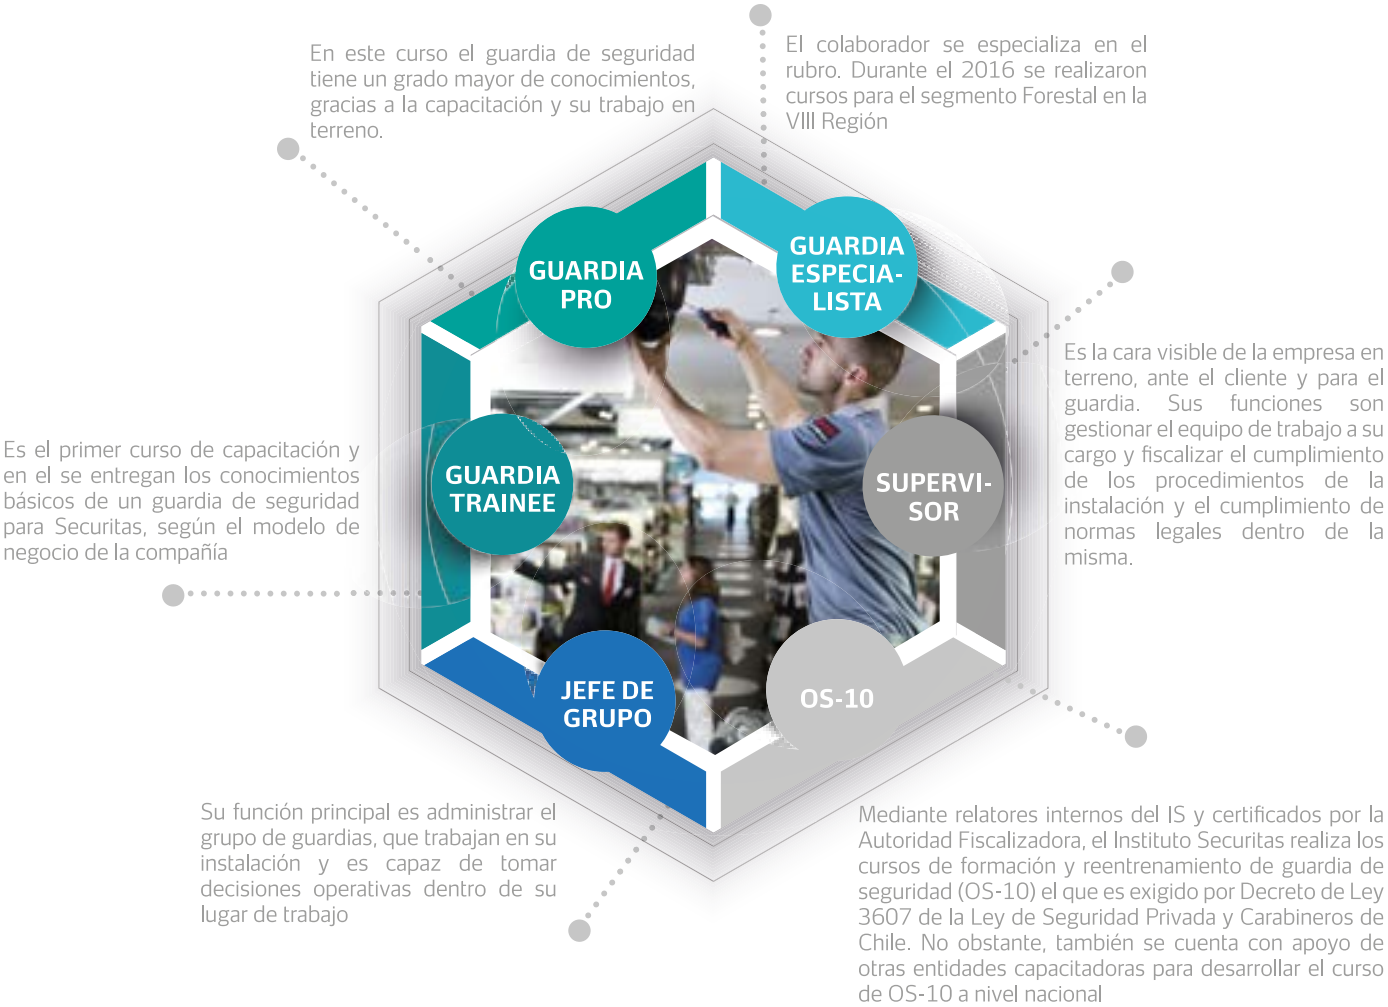 En este curso el guardia de seguridad
tiene un grado mayor de conocimientos,
gracias a la capacitación y su trabajo en
terreno.
El colaborador se especializa en el
rubro. Durante el 2016 se realizaron
cursos para el segmento Forestal en la
VIII Región
GUARDIA
PRO
GUARDIA
ESPECIA-
LISTA
Es la cara visible de la empresa en
terreno, ante el cliente y para el
guardia. Sus funciones son
gestionar el equipo de trabajo a su
cargo y fiscalizar el cumplimiento
de los procedimientos de la
instalación y el cumplimiento de
normas legales dentro de la
misma.
Es el primer curso de capacitación y
en el se entregan los conocimientos
básicos de un guardia de seguridad
para Securitas, según el modelo de
negocio de la compañía
GUARDIA
TRAINEE
SUPERVI-
SOR
JEFE DE
GRUPO
OS-10
Su función principal es administrar el
grupo de guardias, que trabajan en su
instalación y es capaz de tomar
decisiones operativas dentro de su
lugar de trabajo
Mediante relatores internos del IS y certificados por la
Autoridad Fiscalizadora, el Instituto Securitas realiza los
cursos de formación y reentrenamiento de guardia de
seguridad (OS-10) el que es exigido por Decreto de Ley
3607 de la Ley de Seguridad Privada y Carabineros de
Chile. No obstante, también se cuenta con apoyo de
otras entidades capacitadoras para desarrollar el curso
de OS-10 a nivel nacional